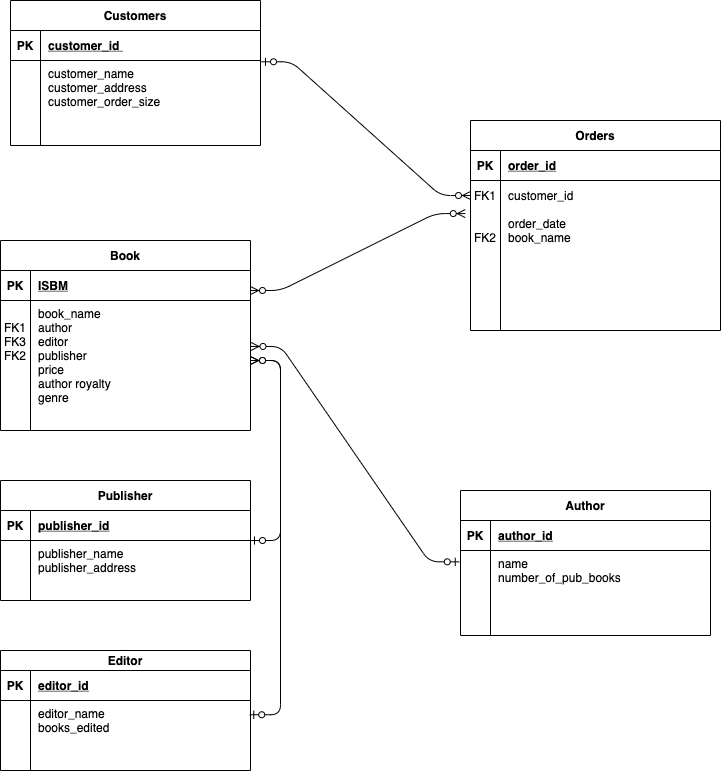 Customers
PK customer_id
customer_name
customer_address
customer_order_size
Orders
PK order_id
FK1 customer_id
order_date
FK2 book_name
Book
PK ISBM
book_name
FK1 author
FK3 editor
FK2 publisher
price
author royalty
genre
Publisher
PK publisher_id
publisher_name
publisher_address
Author
PK author_id
name
number_of_pub_books
Editor
PK editor_id
editor_name
books_edited